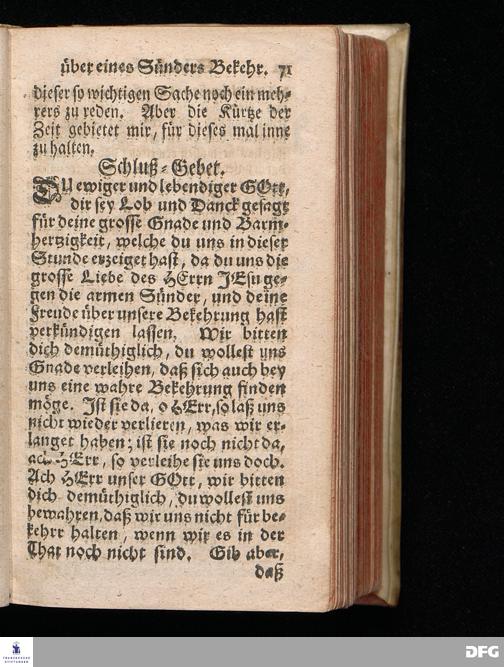 über eines Sünders Bekehr. 71
dieser so wichtigen Sache noch ein meh-
rers zu reden. Aber die Kürtze der
Zeit gebietet mir, für dieses mal inne
zu halten.
Schluß-Gebet.
DU ewiger und lebendiger GOtt,
dir sey Lob und Danck gesagt
für deine grosse Gnade und Barm-
hertzigkeit, welche du uns in dieser
Stunde erzeiget hast, da du uns die
grosse Liebe des HErrn JEsu ge-
gen die armen Sünder, und deine
Freude über unsere Bekehrung hast
verkündigen lassen. Wir bitten
dich demüthiglich, du wollest uns
Gnade verleihen, daß sich auch bey
uns eine wahre Bekehrung finden
möge. Ist sie da, o HErr, so laß uns
nicht wieder verlieren, was wir er-
langet haben; ist sie noch nicht da,
ach HErr, so verleihe sie uns doch.
Ach HErr unser GOtt, wir bitten
dich demüthiglich, du wollest uns
bewahren, daß wir uns nicht für be-
kehrt halten, wenn wir es in der
That noch nicht sind. Gib aber,
daß
FRANCKESCHE
STIFTUNGEN
DFG